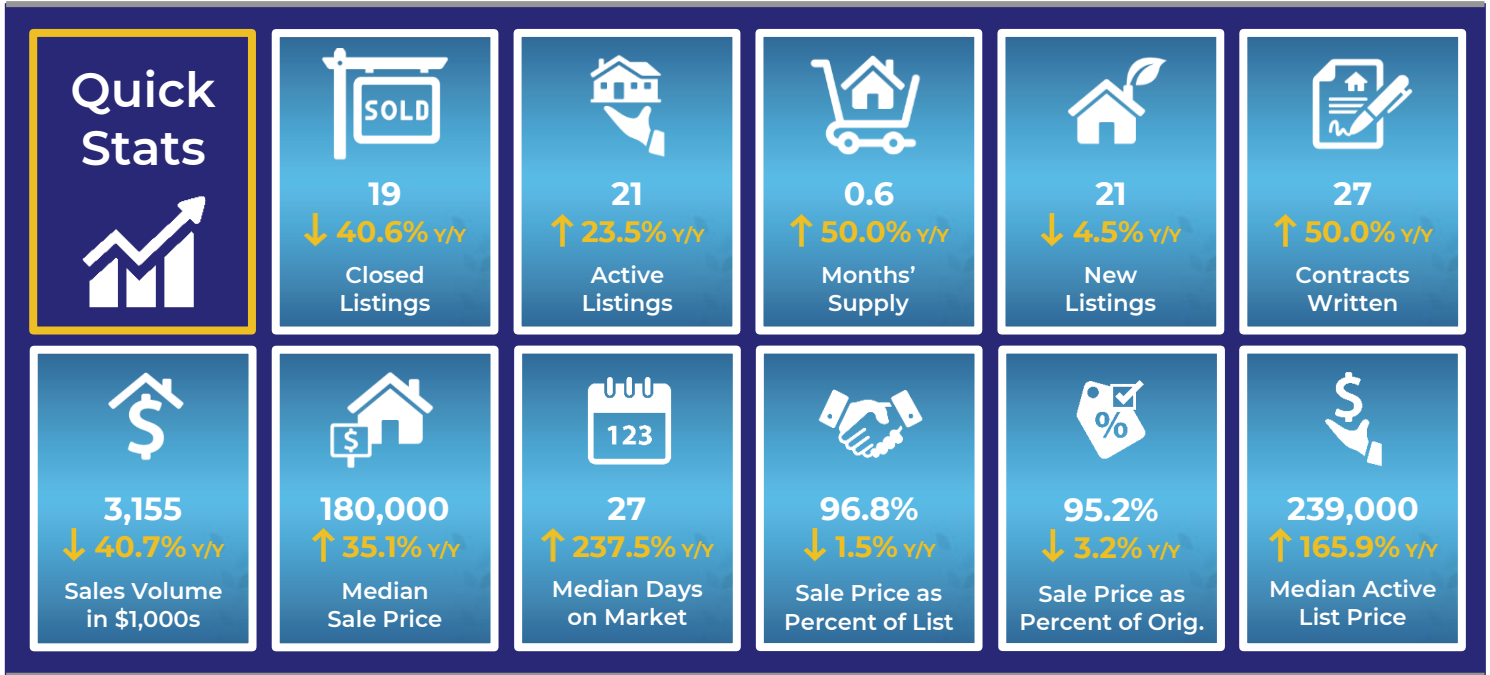 Quick
Stats
SOLD
19
↓ 40.6% Y/Y
Closed
Listings
21
↑ 23.5% Y/Y
Active
Listings
0.6
↑ 50.0% Y/Y
Months’
Supply
21
↓ 4.5% Y/Y
New
Listings
27
↑ 50.0% Y/Y
Contracts
Written
$
3,155
↓ 40.7% Y/Y
Sales Volume
in $1,000s
$
180,000
↑ 35.1% Y/Y
Median
Sale Price
123
27
↑ 237.5% Y/Y
Median Days
on Market
96.8%
↓ 1.5% Y/Y
Sale Price as
Percent of List
%
95.2%
↓ 3.2% Y/Y
Sale Price as
Percent of Orig.
$
239,000
↑ 165.9% Y/Y
Median Active
List Price